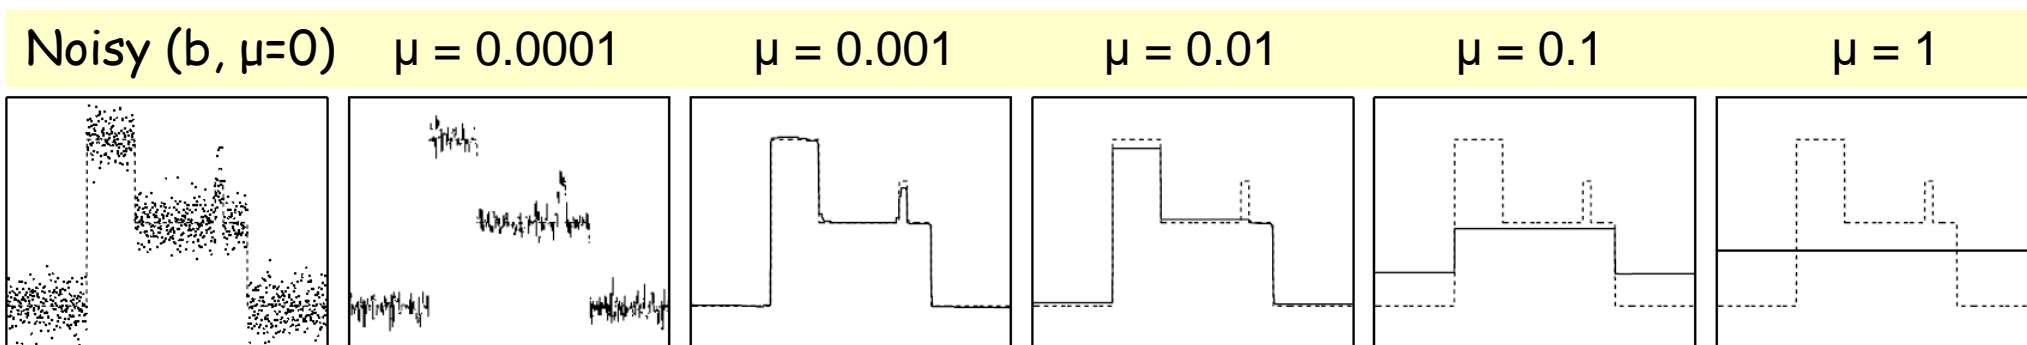 Noisy (b, μ=0) μ = 0.0001 μ = 0.001 μ = 0.01 μ = 0.1 μ = 1